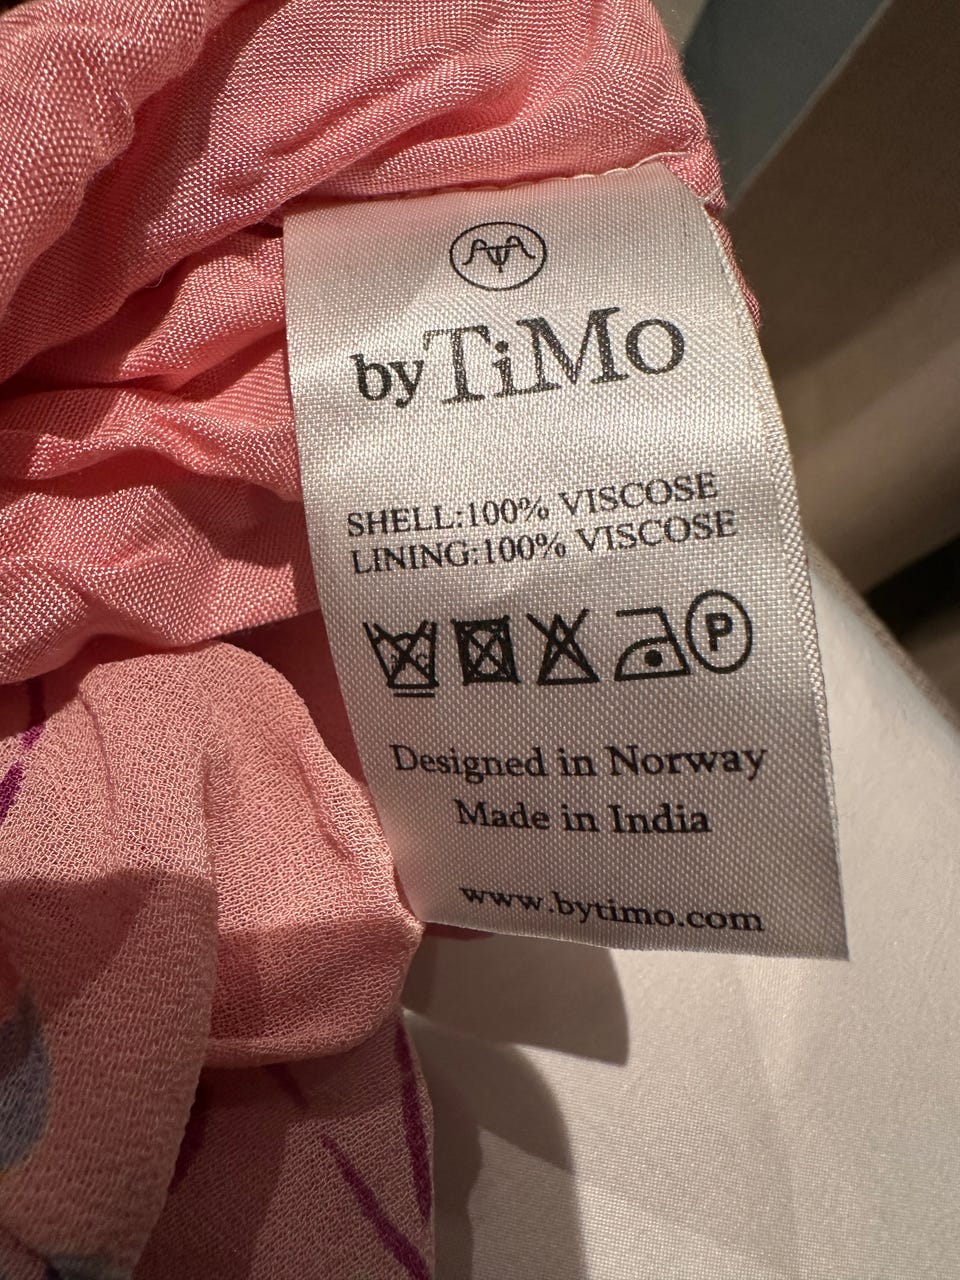 byTiMo
SHELL:100% VISCOSE
LINING:100% VISCOSE
P
Designed in Norway
Made in India
www.bytimo.com